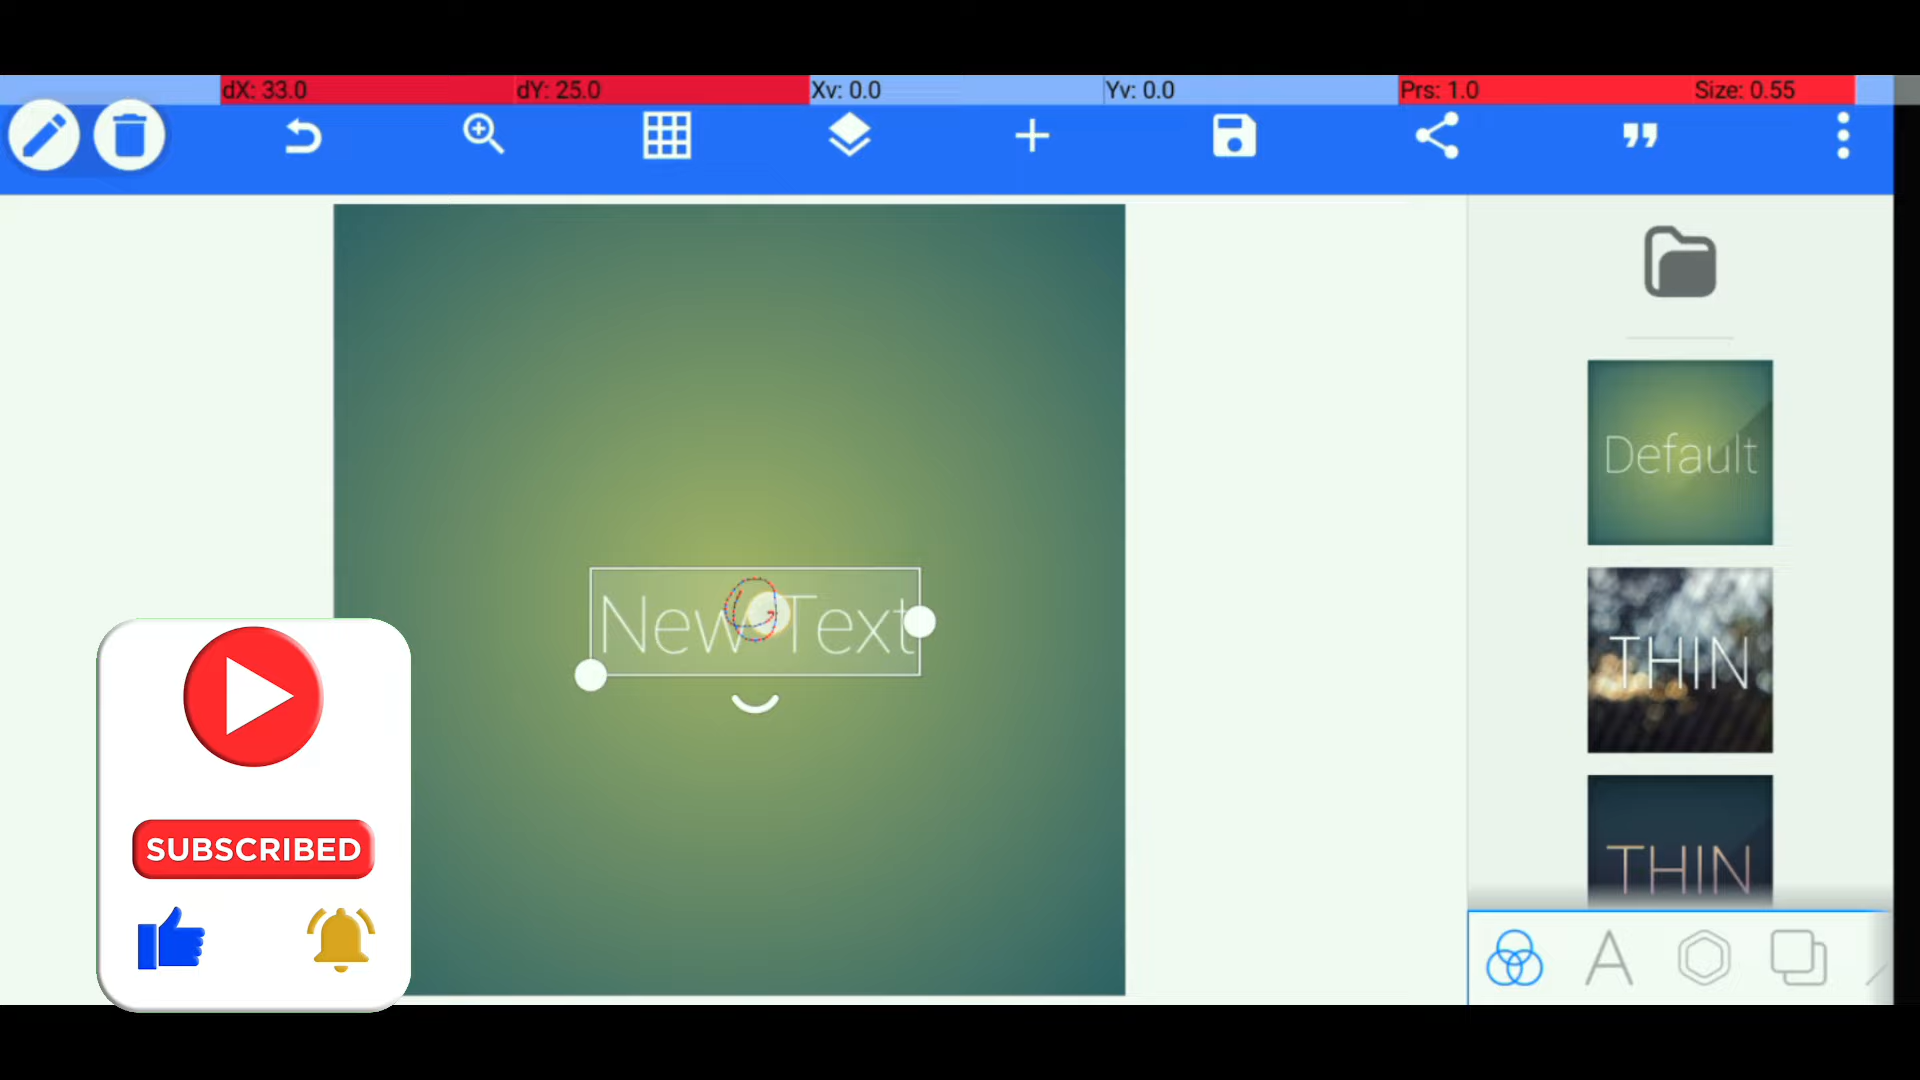 dX: 33.0 dY: 25.0 Xv: 0.0 Yv: 0.0 Prs: 1.0 Size: 0.55
Default
New Text
THIN
THIN
SUBSCRIBED